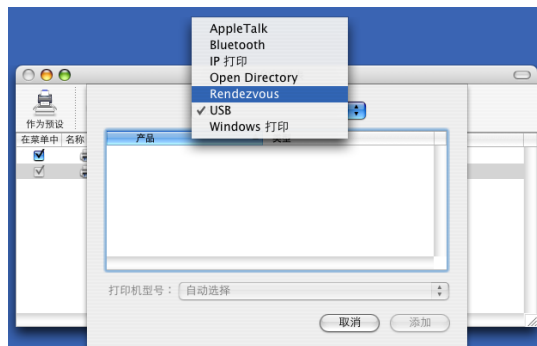 AppleTalk
Bluetooth
IP 打印
Open Directory
Rendezvous
✓ USB
Windows 打印
作为预设
在菜单中 名称
产品
打印机型号： 自动选择
取消 添加